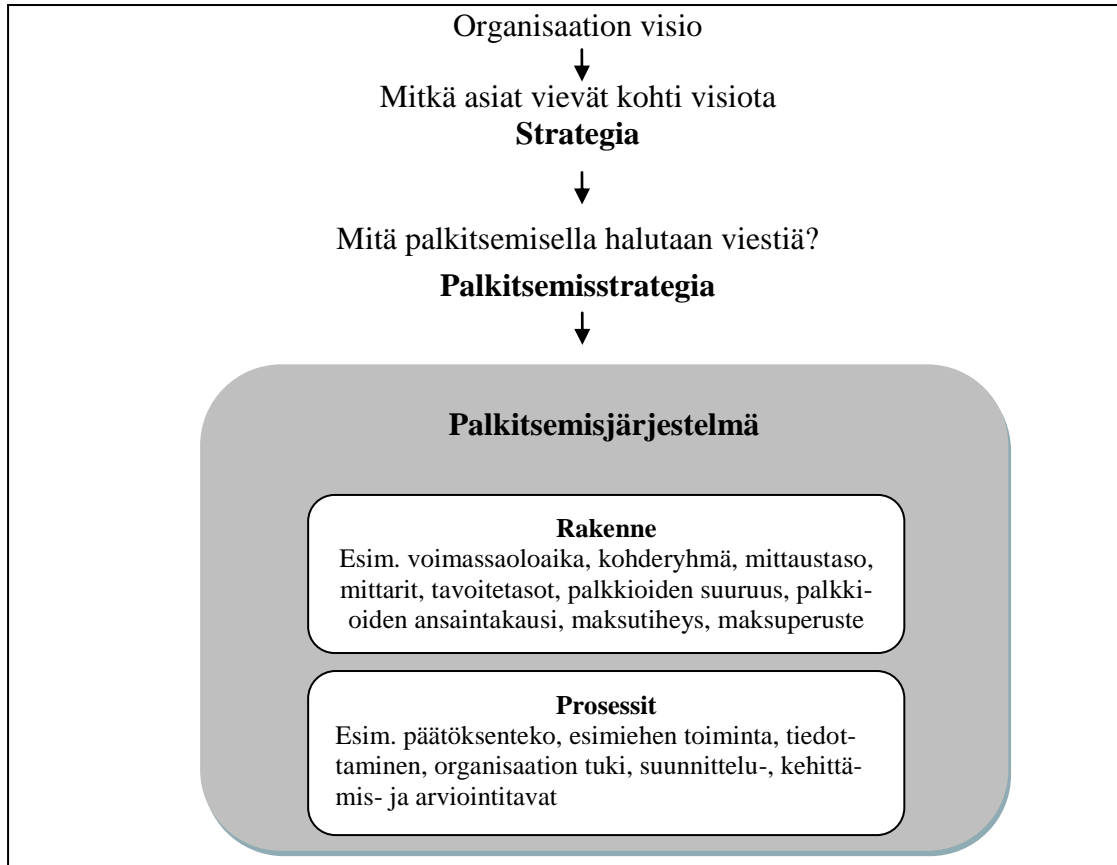 Organisaation visio
Mitkä asiat vievät kohti visiota
Strategia
Mitä palkitsemisella halutaan viestiä?
Palkitsemisstrategia
Palkitsemisjärjestelmä
Rakenne
Esim. voimassaoloaika, kohderyhmä, mittaustaso,
mittarit, tavoitetasot, palkkioiden suuruus, palkki-
oiden ansaintakausi, maksutiheys, maksuperuste
Prosessit
Esim. päätöksenteko, esimiehen toiminta, tiedot-
taminen, organisaation tuki, suunnittelu-, kehittä-
mis- ja arviointitavat